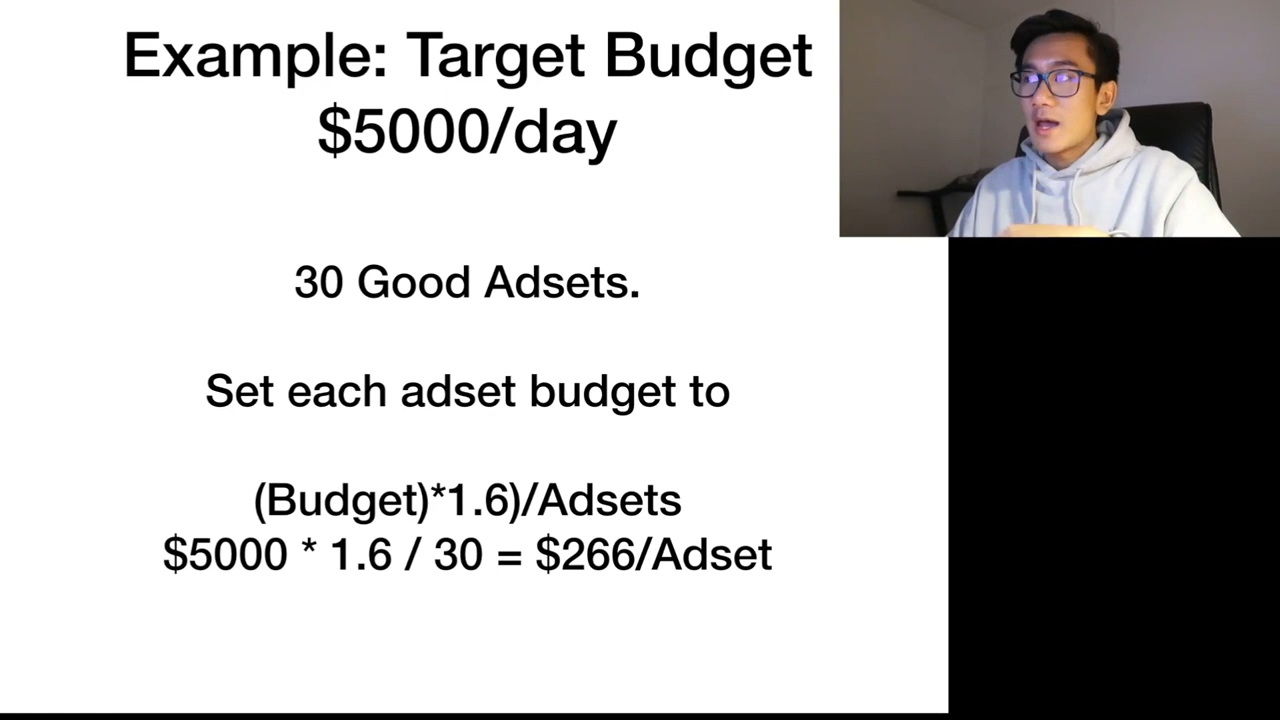 Example: Target Budget
$5000/day
30 Good Adsets.
Set each adset budget to
(Budget)*1.6)/Adsets
$5000 * 1.6 / 30 = $266/Adset